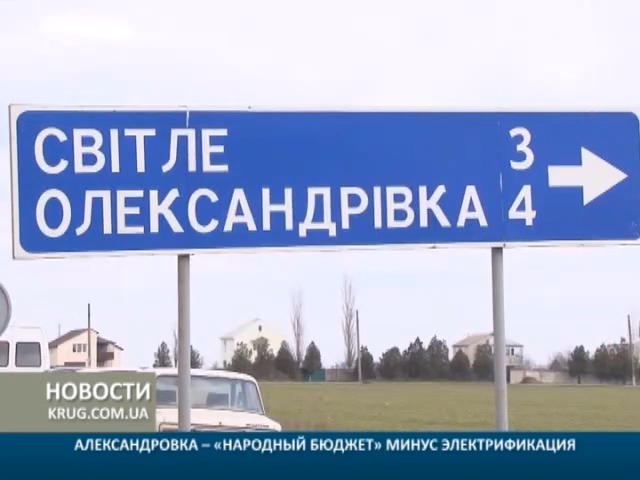 СВІТЛЕ 3
ОЛЕКСАНДРІВКА 4
НОВОСТИ
KRUG.COM.UA
АЛЕКСАНДРОВКА – «НАРОДНЫЙ БЮДЖЕТ» МИНУС ЭЛЕКТРИФИКАЦИЯ